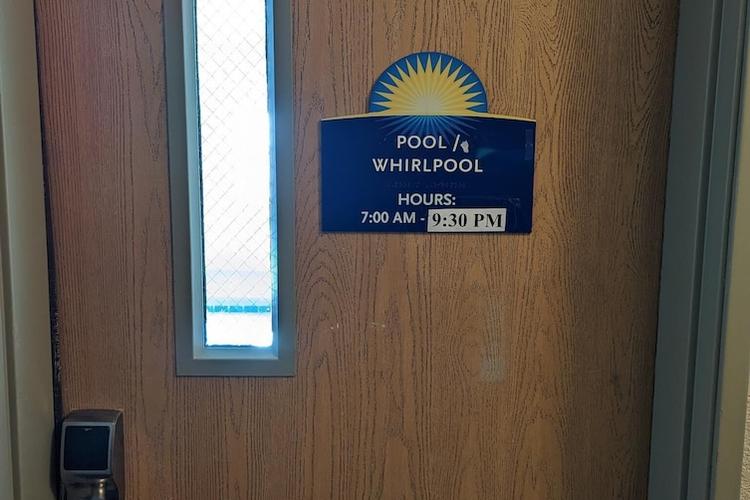 POOL /
WHIRLPOOL
HOURS:
7:00 AM - 9:30 PM